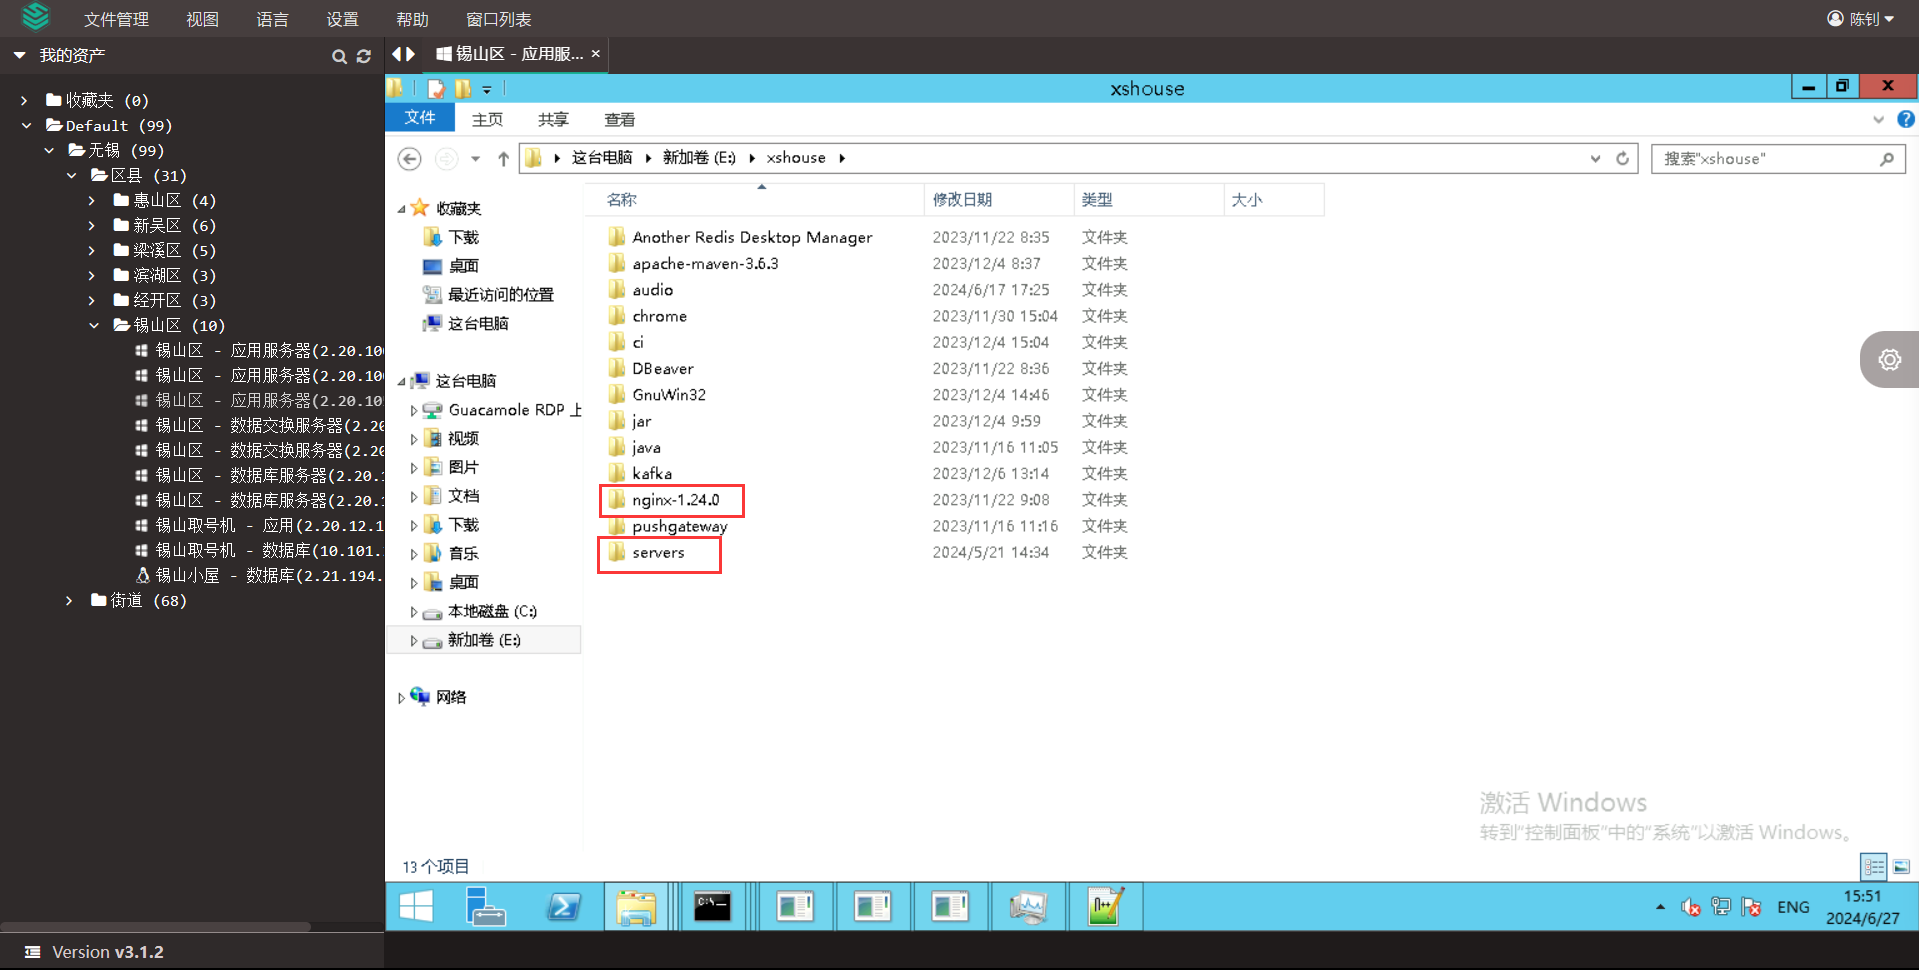 文件管理 视图 语言 设置 帮助 窗口列表 陈钊
我的资产
收藏夹 (0)
Default (99)
无锡 (99)
区县 (31)
惠山区 (4)
新吴区 (6)
梁溪区 (5)
滨湖区 (3)
经开区 (3)
锡山区 (10)
锡山区 - 应用服务器(2.20.10
锡山区 - 应用服务器(2.20.10
锡山区 - 应用服务器(2.20.10
锡山区 - 数据交换服务器(2.20
锡山区 - 数据交换服务器(2.20
锡山区 - 数据库服务器(2.20.1
锡山区 - 数据库服务器(2.20.1
锡山取号机 - 应用(2.20.12.1
锡山取号机 - 数据库(10.101.
锡山小屋 - 数据库(2.21.194.
街道 (68)
Version v3.1.2
锡山区 - 应用服... ×
xshouse
文件 主页 共享 查看
这台电脑 新加卷 (E:) xshouse
搜索"xshouse"
收藏夹
下载
桌面
最近访问的位置
这台电脑
这台电脑
Guacamole RDP 上
视频
图片
文档
下载
音乐
桌面
本地磁盘 (C:)
新加卷 (E:)
网络
名称 修改日期 类型 大小
Another Redis Desktop Manager 2023/11/22 8:35 文件夹
apache-maven-3.6.3 2023/12/4 8:37 文件夹
audio 2024/6/17 17:25 文件夹
chrome 2023/11/30 15:04 文件夹
ci 2023/12/4 15:04 文件夹
DBeaver 2023/11/22 8:36 文件夹
GnuWin32 2023/12/4 14:46 文件夹
jar 2023/12/4 9:59 文件夹
java 2023/11/16 11:05 文件夹
kafka 2023/12/6 13:14 文件夹
nginx-1.24.0 2023/11/22 9:08 文件夹
pushgateway 2023/11/16 11:16 文件夹
servers 2024/5/21 14:34 文件夹
激活 Windows
转到"控制面板"中的"系统"以激活 Windows。
13 个项目
ENG
15:51
2024/6/27